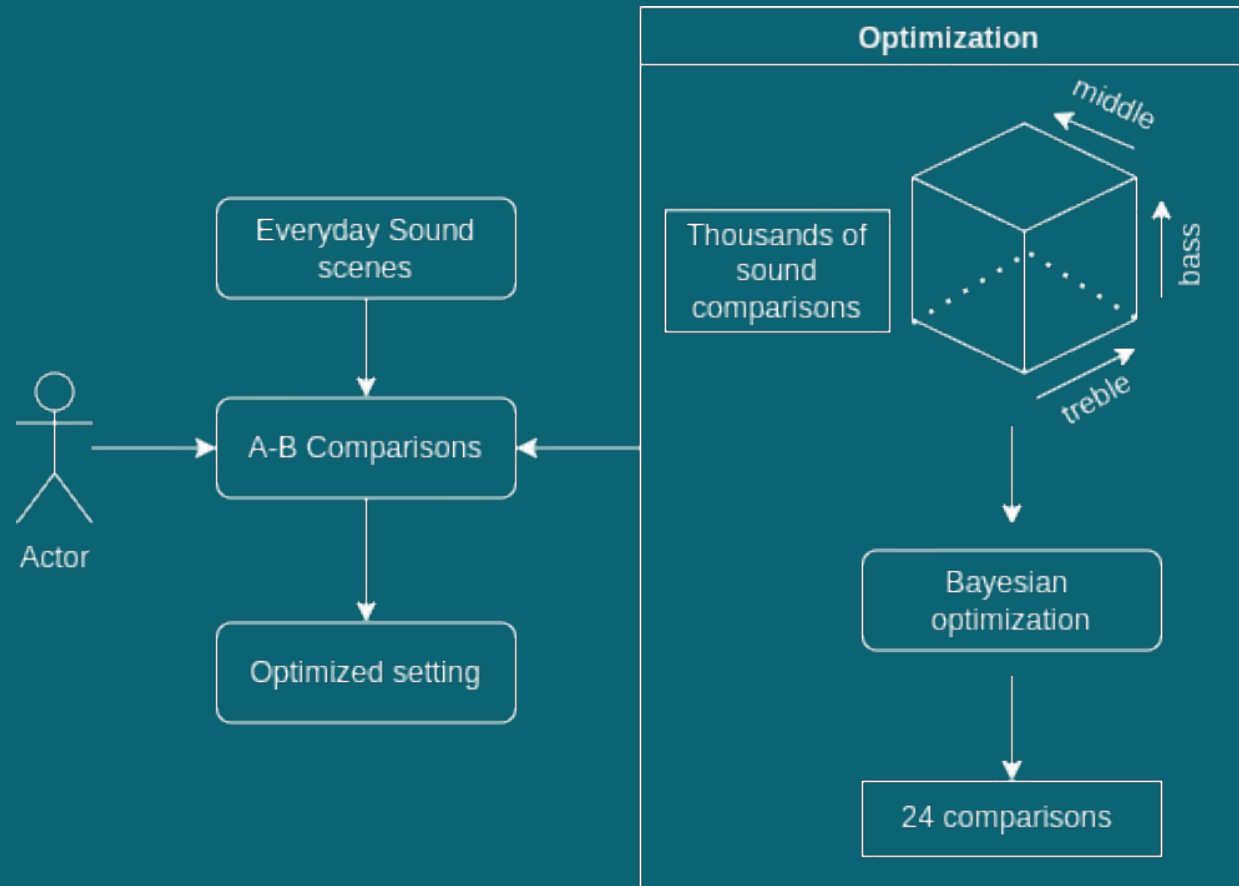 Optimization
middle
bass
treble
Thousands of
sound
comparisons
Everyday Sound
scenes
A-B Comparisons
Actor
Optimized setting
Bayesian
optimization
24 comparisons